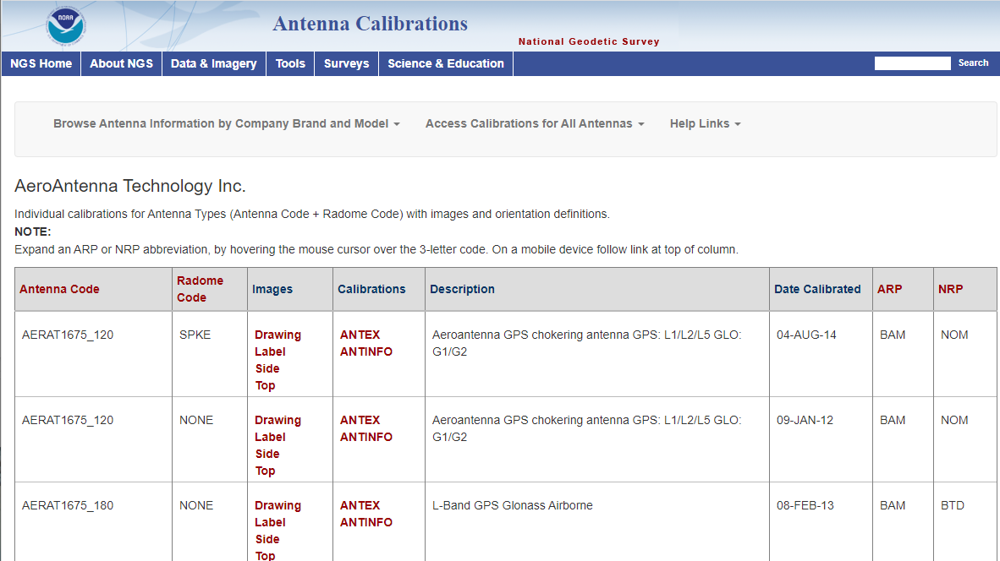 NOAA
Antenna Calibrations
National Geodetic Survey
NGS Home About NGS Data & Imagery Tools Surveys Science & Education Search
Browse Antenna Information by Company Brand and Model Access Calibrations for All Antennas Help Links
AeroAntenna Technology Inc.
Individual calibrations for Antenna Types (Antenna Code + Radome Code) with images and orientation definitions.
NOTE:
Expand an ARP or NRP abbreviation, by hovering the mouse cursor over the 3-letter code. On a mobile device follow link at top of column.
Antenna Code Radome Code Images Calibrations Description Date Calibrated ARP NRP
AERAT1675_120 SPKE Drawing ANTEX Aeroantenna GPS chokering antenna GPS: L1/L2/L5 GLO: 04-AUG-14 BAM NOM
Label ANTINFO G1/G2
Side
Top
AERAT1675_120 NONE Drawing ANTEX Aeroantenna GPS chokering antenna GPS: L1/L2/L5 GLO: 09-JAN-12 BAM NOM
Label ANTINFO G1/G2
Side
Top
AERAT1675_180 NONE Drawing ANTEX L-Band GPS Glonass Airborne 08-FEB-13 BAM BTD
Label ANTINFO
Side
Top